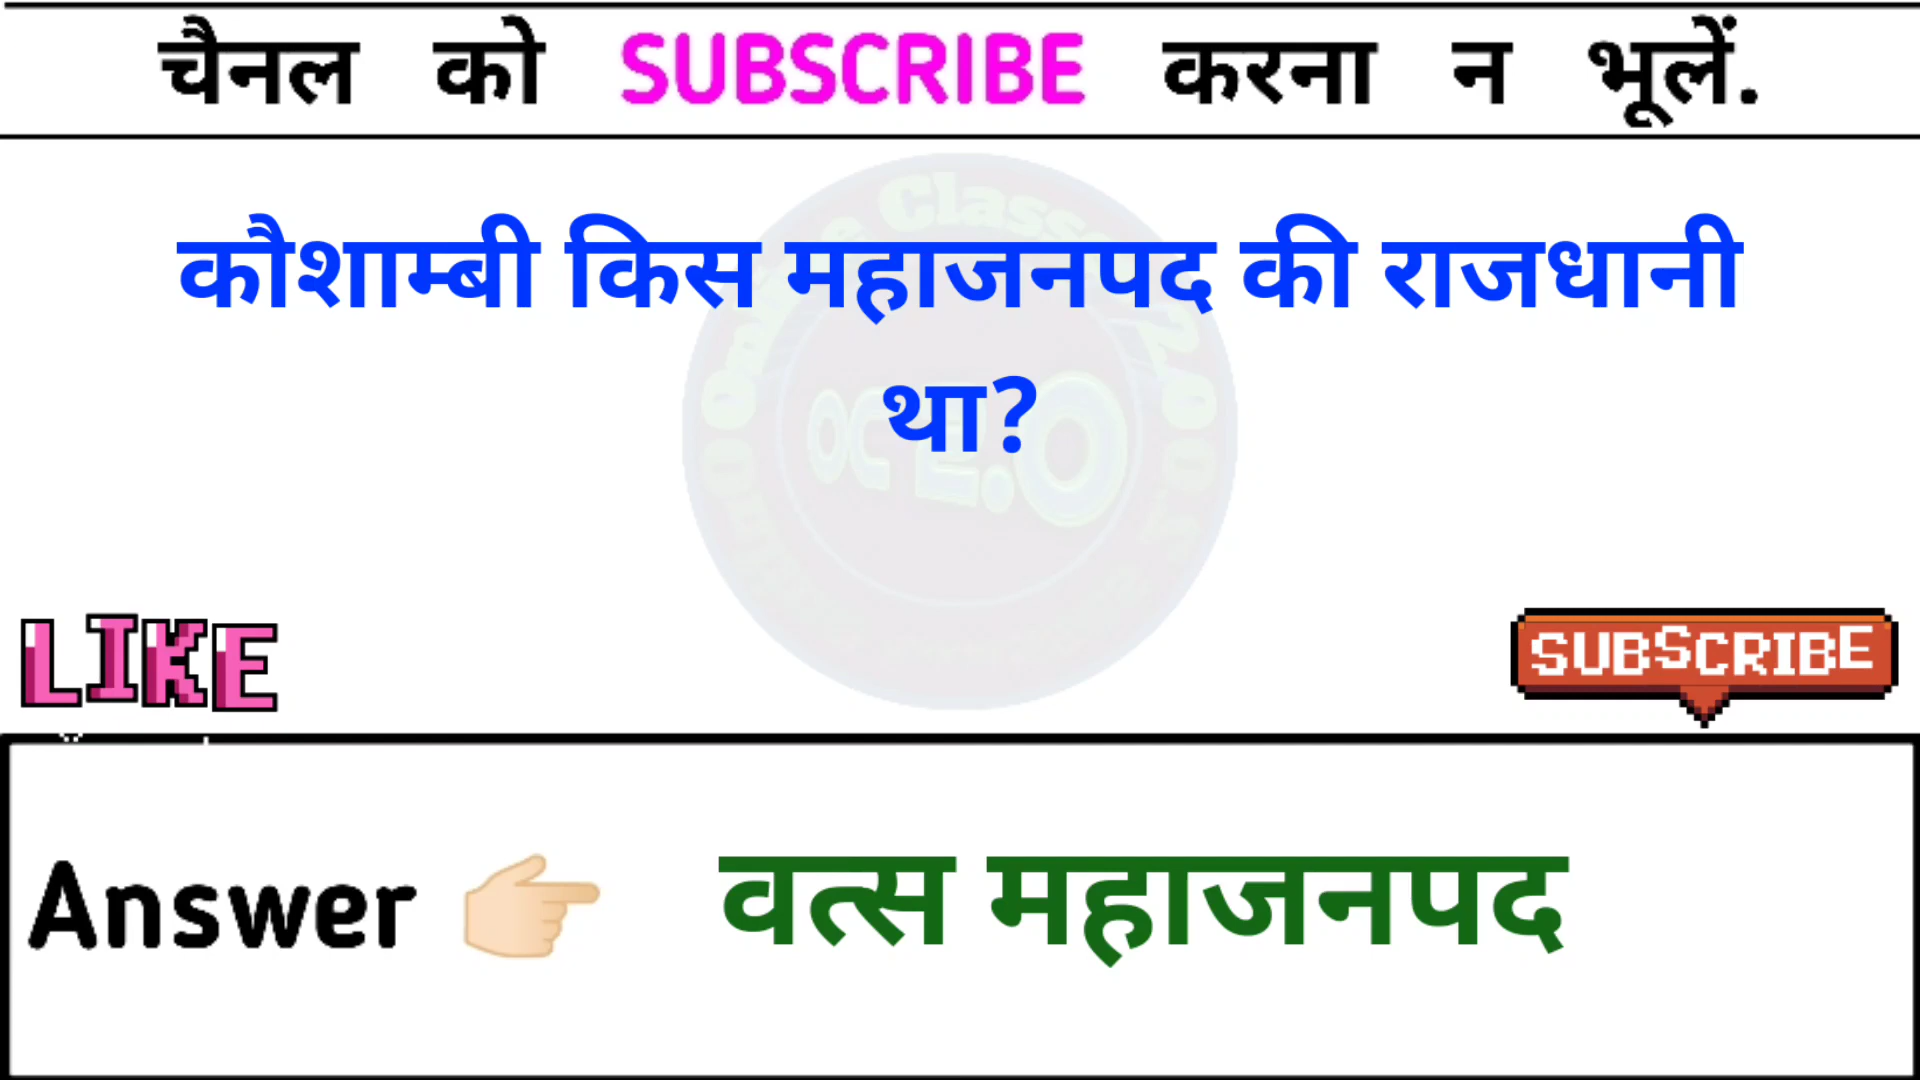 चैनल को SUBSCRIBE करना न भूलें.
कौशाम्बी किस महाजनपद की राजधानी
था?
LIKE
SUBSCRIBE
Answer 👉🏻 वत्स महाजनपद